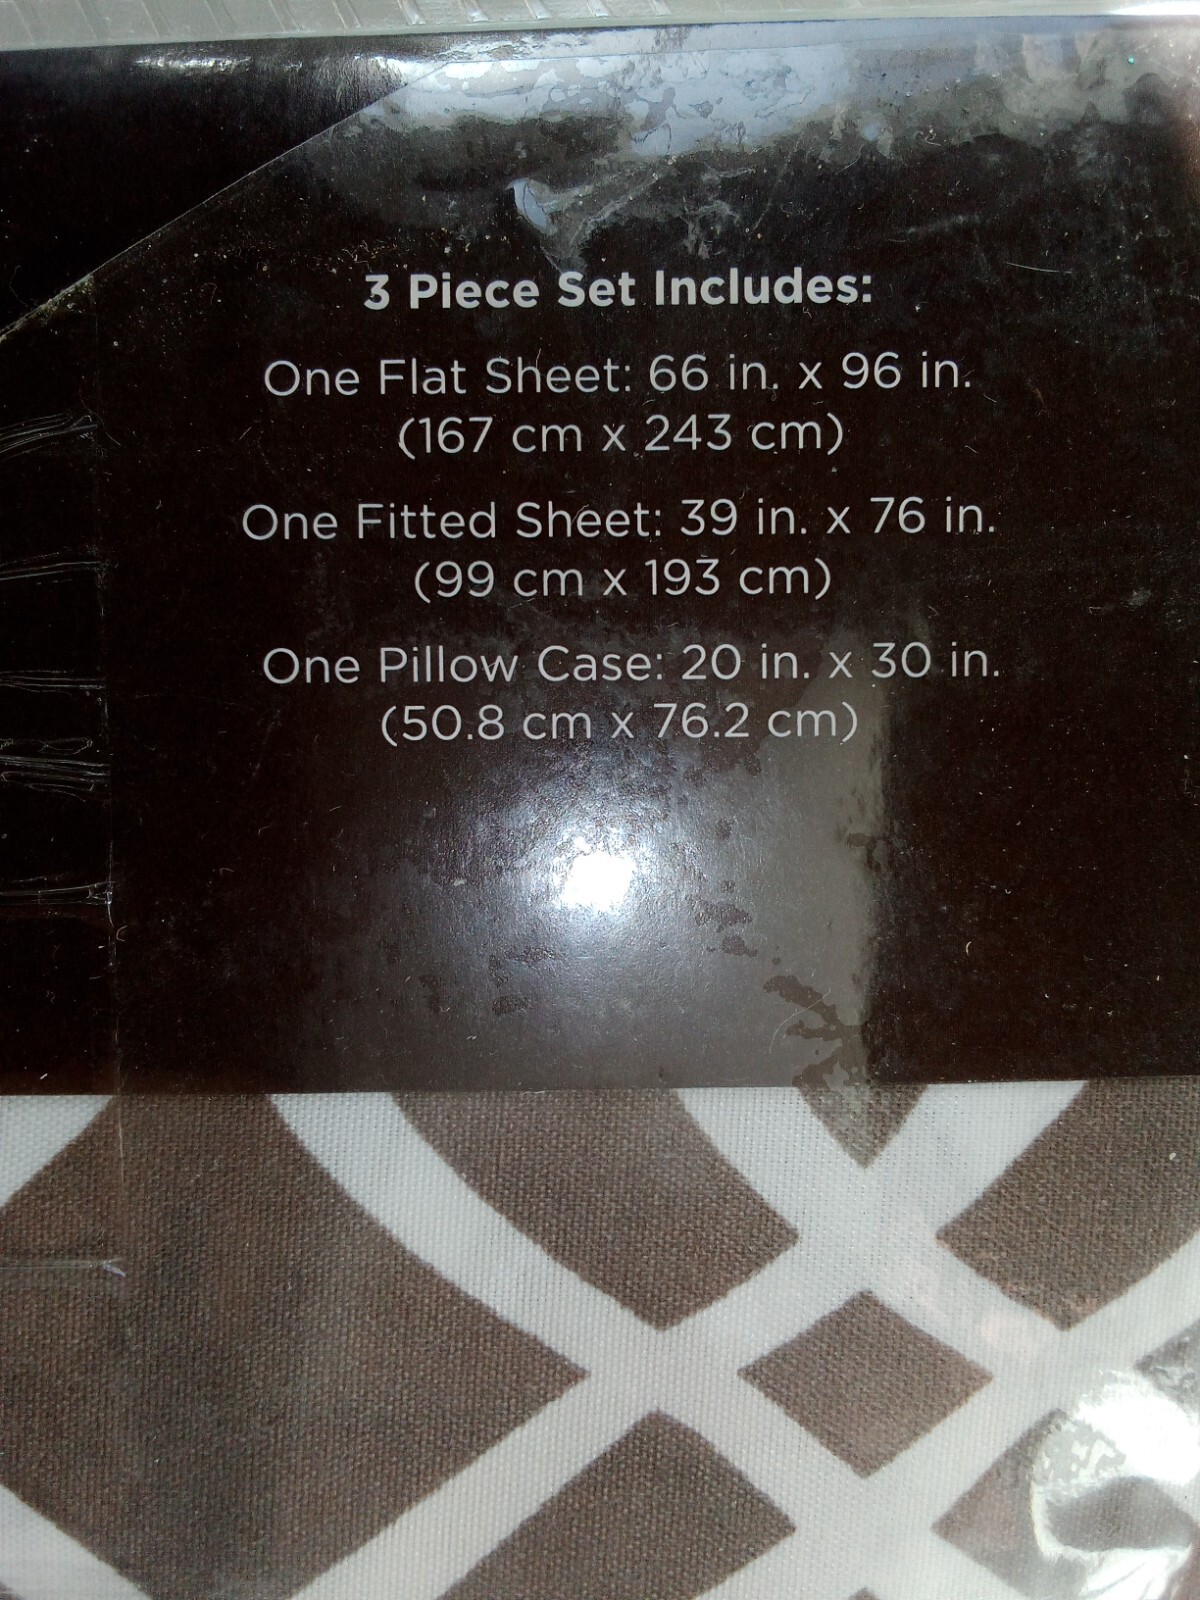 3 Piece Set Includes:
One Flat Sheet: 66 in. x 96 in.
(167 cm x 243 cm)
One Fitted Sheet: 39 in. x 76 in.
(99 cm x 193 cm)
One Pillow Case: 20 in. x 30 in.
(50.8 cm x 76.2 cm)